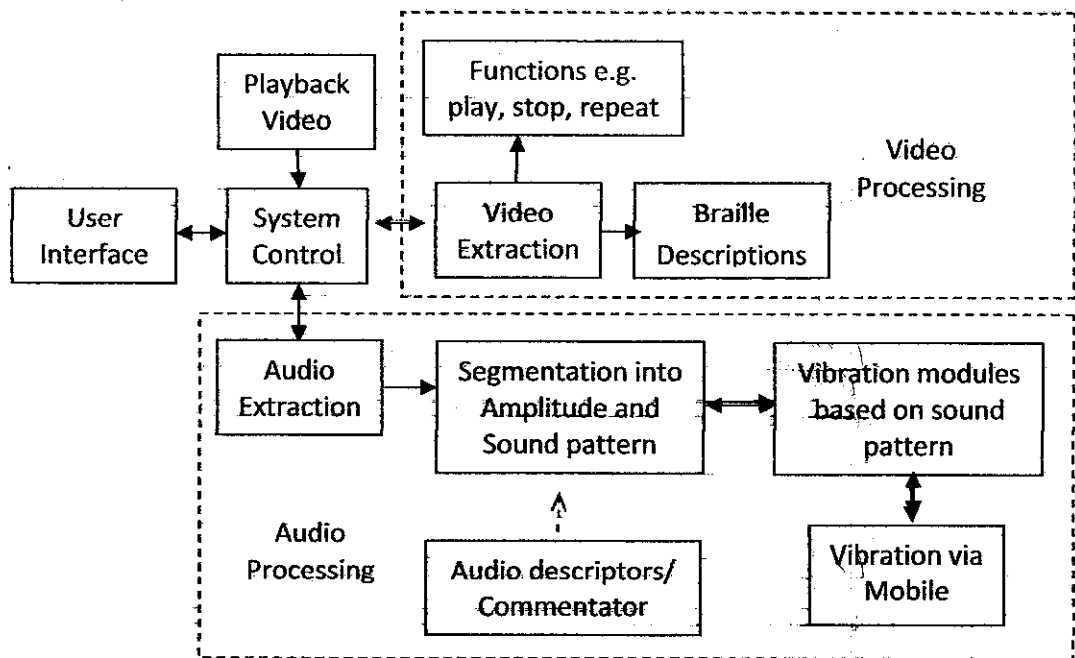 Playback
Video
Functions e.g.
play, stop, repeat
Video
Processing
User
Interface
System
Control
Video
Extraction
Braille
Descriptions
Audio
Extraction
Segmentation into
Amplitude and
Sound pattern
Vibration modules
based on sound
pattern
Audio
Processing
Audio descriptors/
Commentator
Vibration via
Mobile